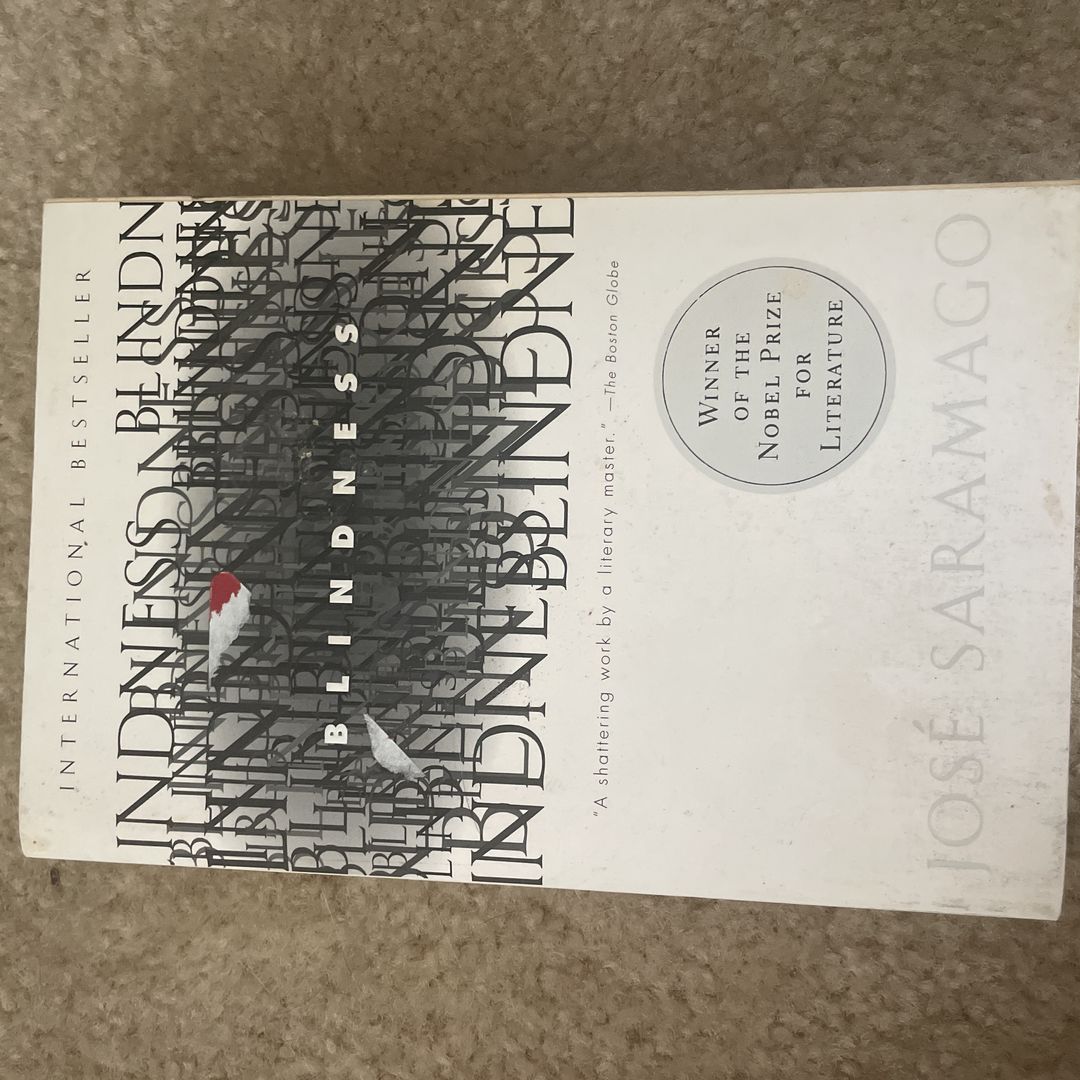 INTERNATIONAL BESTSELLER
BLINDNESS
"A shattering work by a literary master." —The Boston Globe
WINNER
OF THE
NOBEL PRIZE
FOR
LITERATURE
JOSÉ SARAMAGO